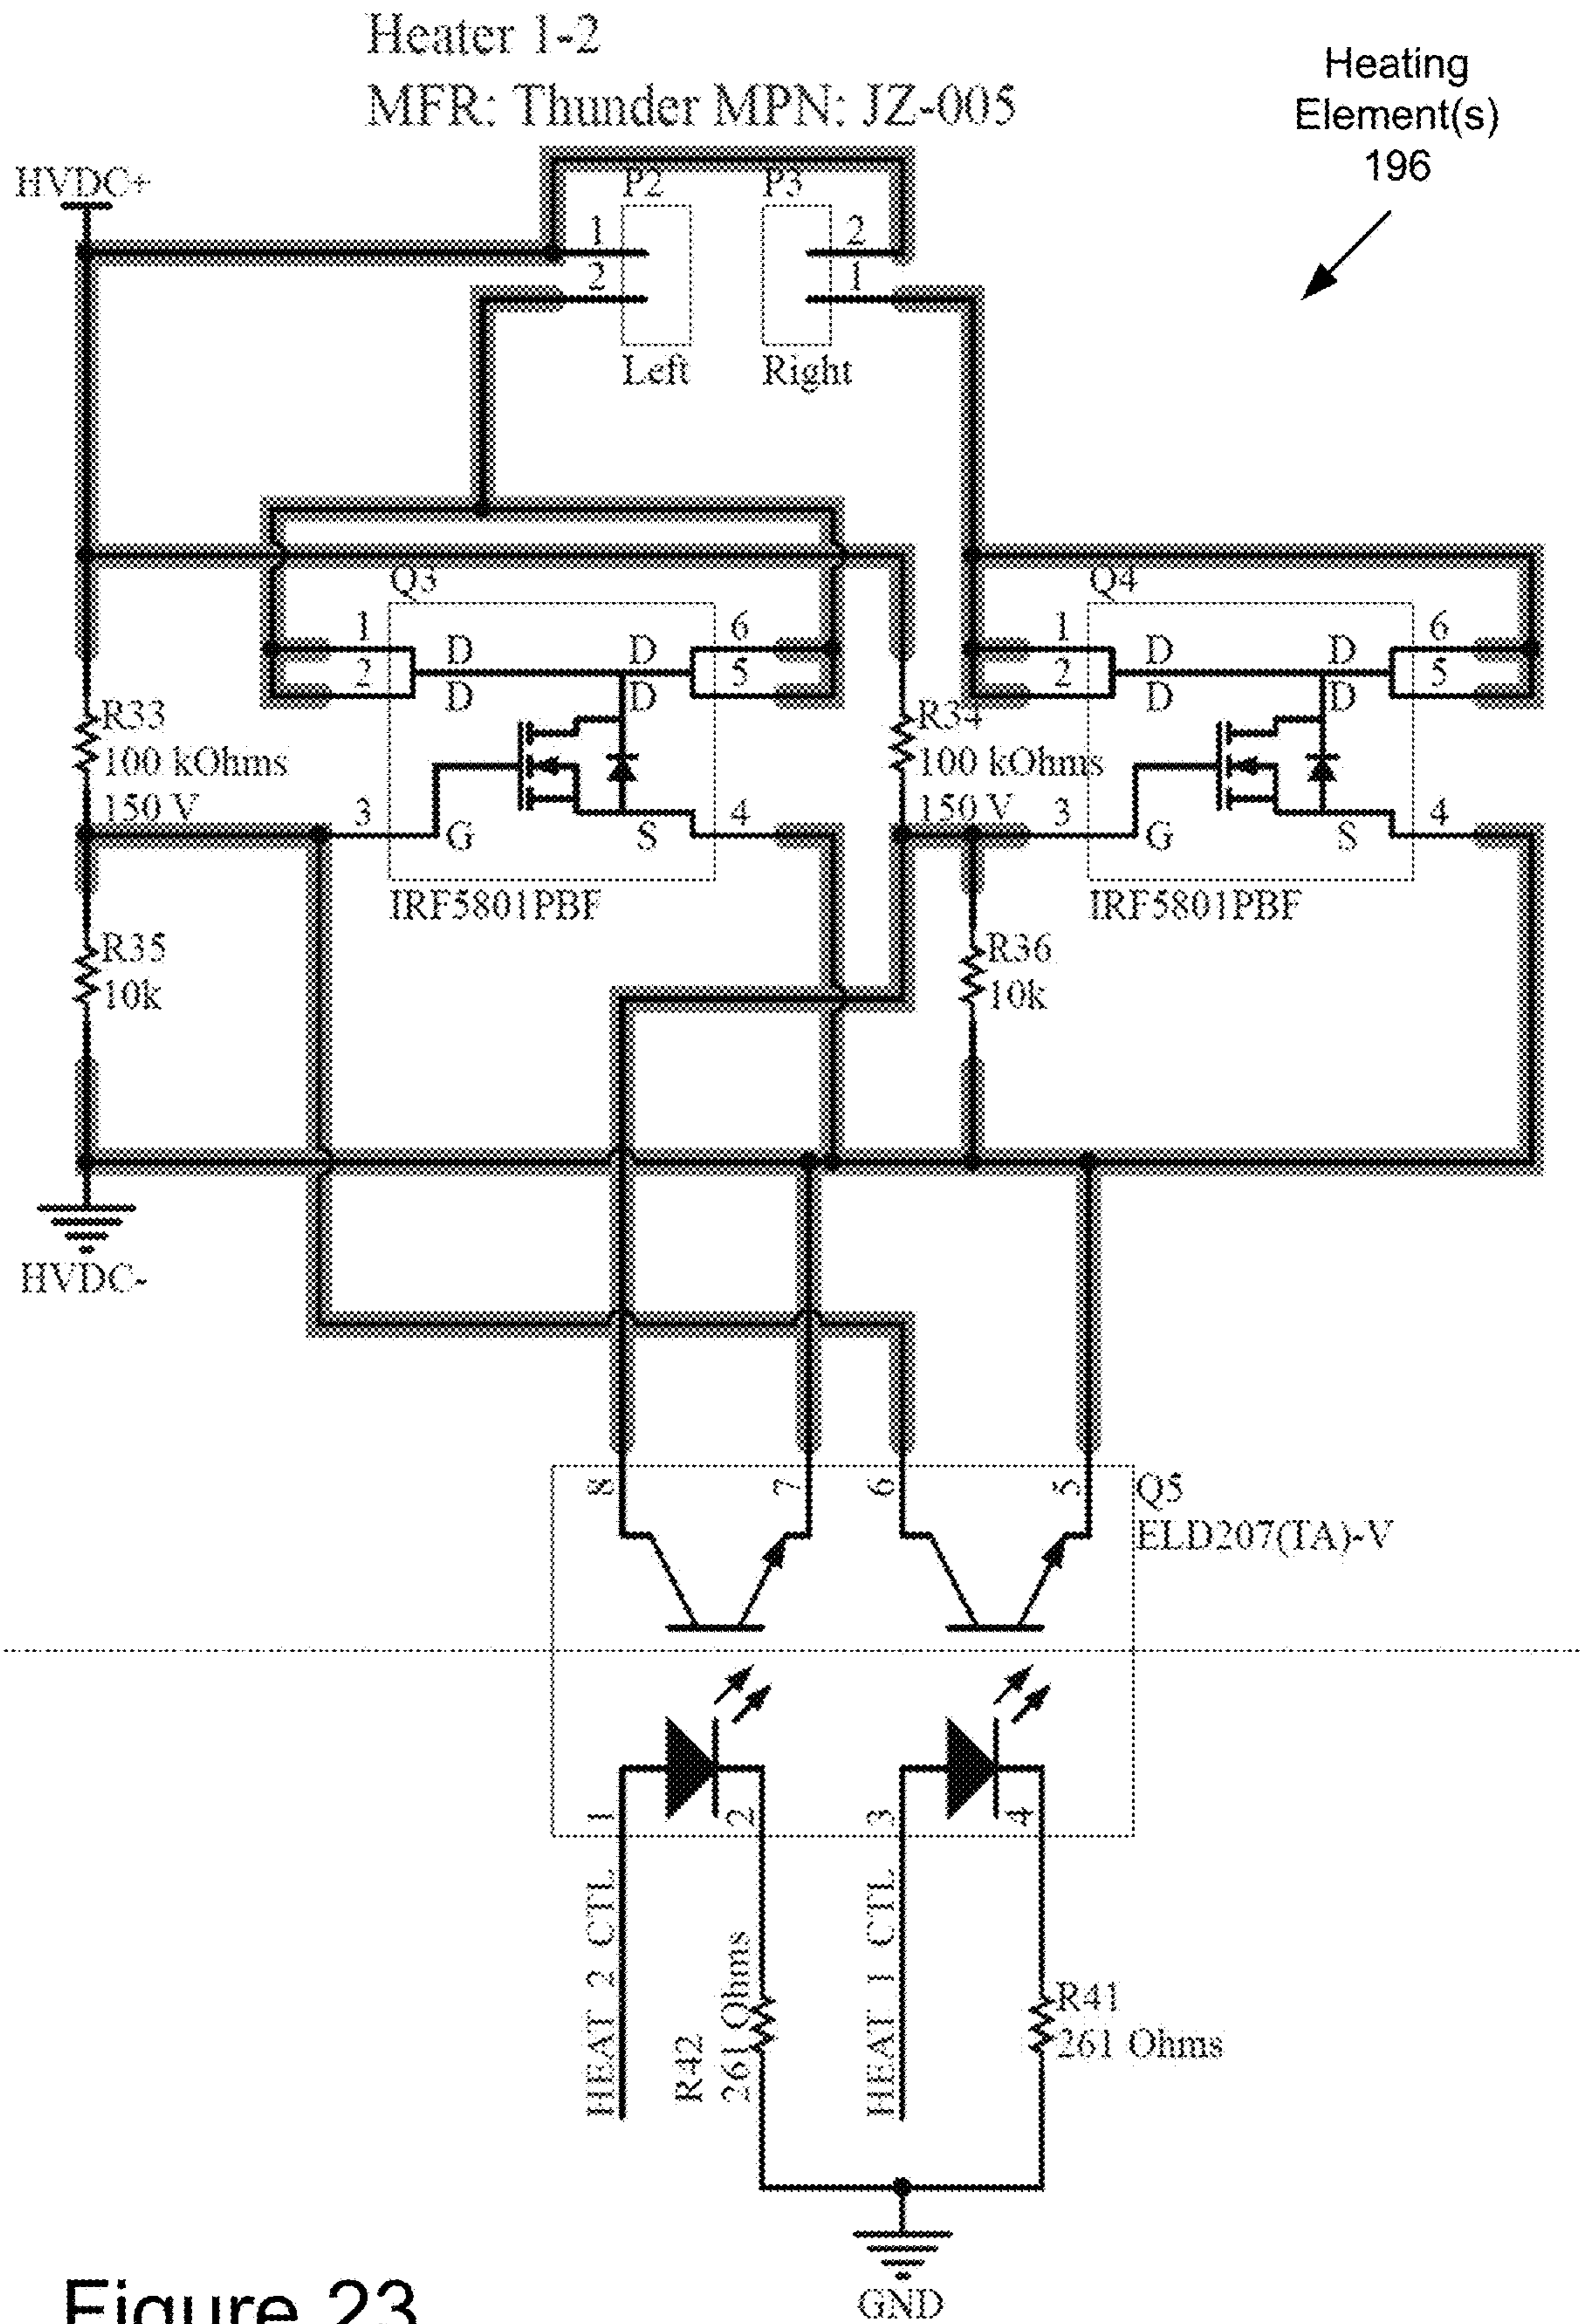 Heater 1-2
MFR: Thunder MPN: JZ-005
Heating
Element(s)
196
HVDC+
P2
P3
1
2
2
1
Left
Right
Q3
Q4
1
2
D
D
D
D
6
5
1
2
D
D
D
D
6
5
R33
100 kOhms
150 V
R34
100 kOhms
150 V
3
G
S
4
3
G
S
4
IRF5801PBF
IRF5801PBF
R35
10k
R36
10k
HVDC-
8
7
6
5
Q5
ELD207(TA)-V
1
2
3
4
HEAT 2 CTL
R42
261 Ohms
HEAT 1 CTL
R41
261 Ohms
GND
Figure 23